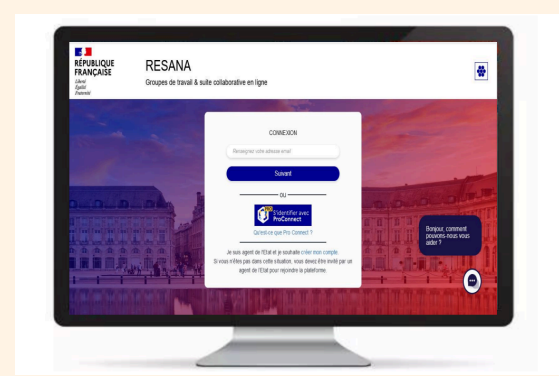 RÉPUBLIQUE
FRANÇAISE
Liberté
Égalité
Fraternité
RESANA
Groupes de travail & suite collaborative en ligne
CONNEXION
Renseignez votre adresse email
Suivant
OU
S'identifier avec
ProConnect
Qu'est-ce que Pro Connect ?
Je suis agent de l'Etat et je souhaite créer mon compte.
Si vous n'êtes pas dans cette situation, vous devez être invité par un
agent de l'Etat pour rejoindre la plateforme.
Bonjour, comment
pouvons-nous vous
aider ?